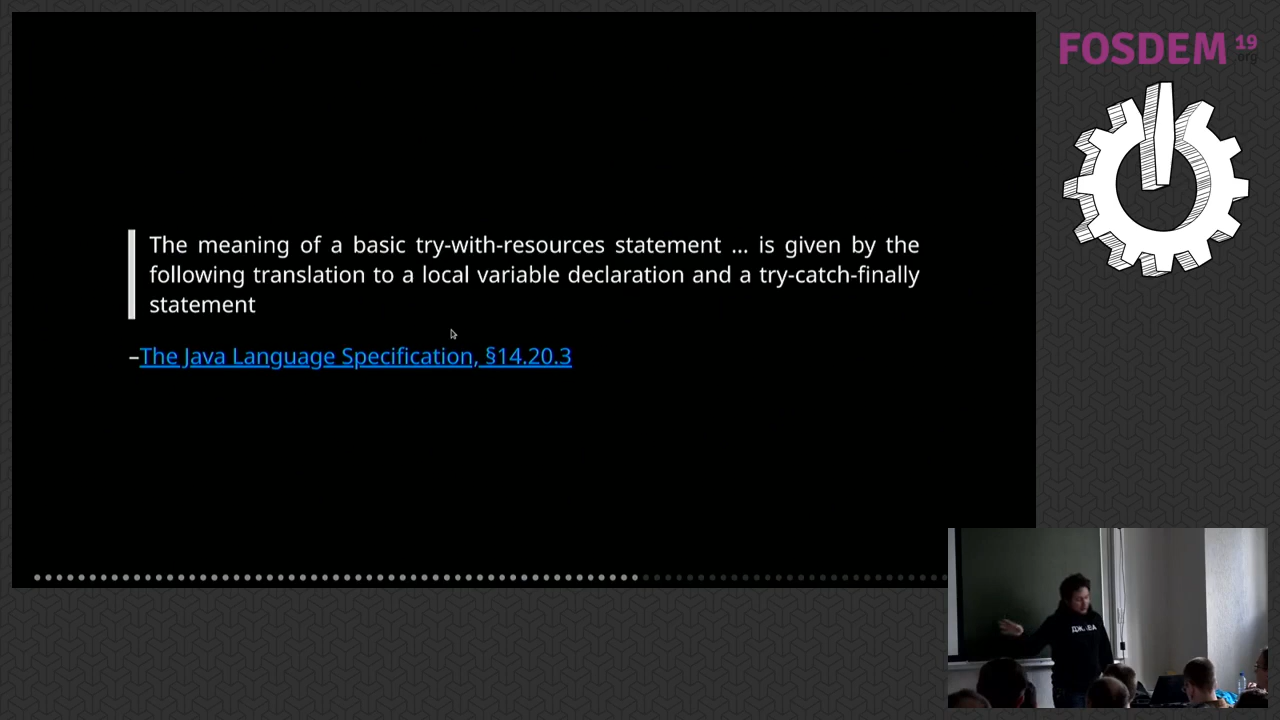 FOSDEM 19
.org
The meaning of a basic try-with-resources statement ... is given by the
following translation to a local variable declaration and a try-catch-finally
statement
–The Java Language Specification, §14.20.3